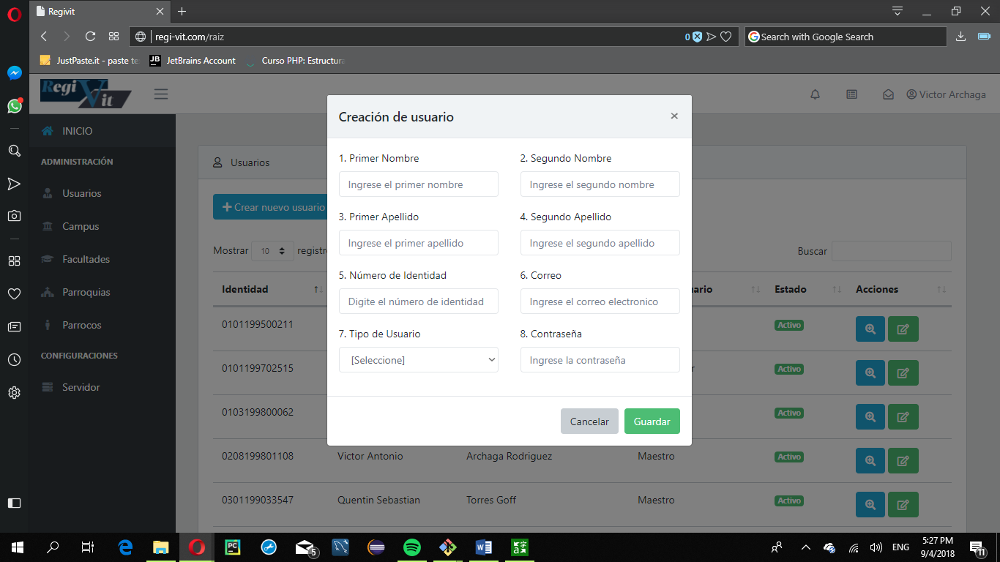 Regivit
regi-vit.com/raiz
0
Search with Google Search
JustPaste.it - paste te
JB
JetBrains Account
Curso PHP: Estructura
Regi Vit
Victor Archaga
INICIO
ADMINISTRACIÓN
Usuarios
Campus
Facultades
Parroquias
Parrocos
CONFIGURACIONES
Servidor
Usuarios
Crear nuevo usuario
Mostrar 10 registr
Buscar
Identidad
uario
Estado
Acciones
0101199500211
Activo
0101199702515
r
Activo
0103199800062
Activo
0208199801108 Victor Antonio Archaga Rodriguez Maestro Activo
0301199033547 Quentin Sebastian Torres Goff Maestro Activo
Creación de usuario
×
1. Primer Nombre
2. Segundo Nombre
Ingrese el primer nombre
Ingrese el segundo nombre
3. Primer Apellido
4. Segundo Apellido
Ingrese el primer apellido
Ingrese el segundo apellido
5. Número de Identidad
6. Correo
Digite el número de identidad
Ingrese el correo electronico
7. Tipo de Usuario
8. Contraseña
[Seleccione]
Ingrese la contraseña
Cancelar
Guardar
PC
5
W
ENG
5:27 PM
9/4/2018
11